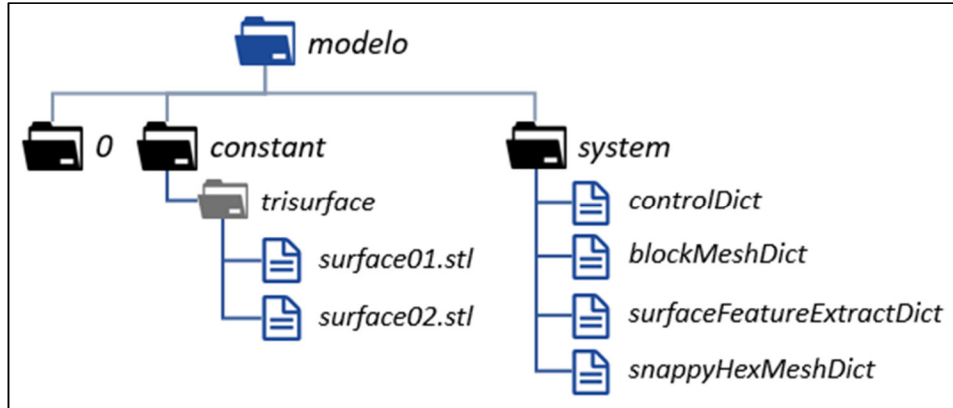 modelo
0
constant
system
trisurface
controlDict
surface01.stl
blockMeshDict
surface02.stl
surfaceFeatureExtractDict
snappyHexMeshDict